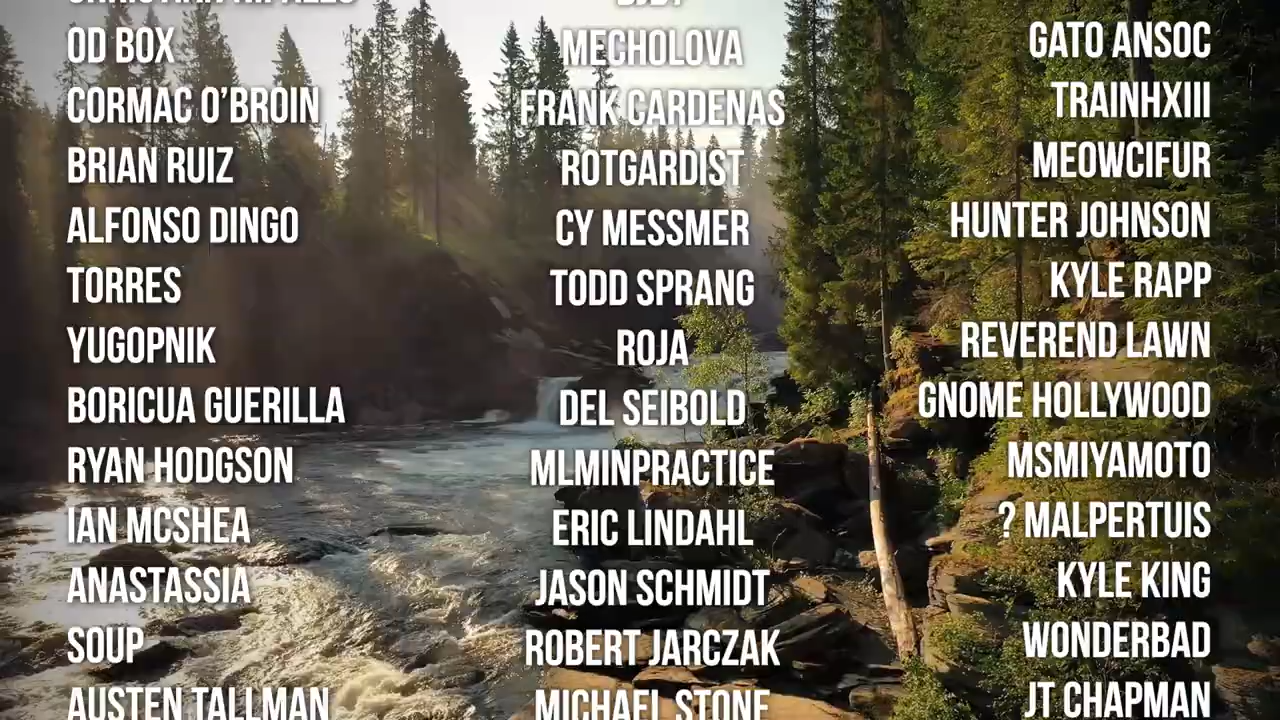 OD BOX
CORMAC O'BROIN
BRIAN RUIZ
ALFONSO DINGO
TORRES
YUGOPNIK
BORICUA GUERILLA
RYAN HODGSON
IAN MCSHEA
ANASTASSIA
SOUP
AUSTEN TALLMAN
MECHOLOVA
FRANK CARDENAS
ROTGARDIST
CY MESSMER
TODD SPRANG
ROJA
DEL SEIBOLD
MLMINPRACTICE
ERIC LINDAHL
JASON SCHMIDT
ROBERT JARCZAK
MICHAEL STONE
GATO ANSOC
TRAINHXIII
MEOWCIFUR
HUNTER JOHNSON
KYLE RAPP
REVEREND LAWN
GNOME HOLLYWOOD
MSMIYAMOTO
? MALPERTUIS
KYLE KING
WONDERBAD
JT CHAPMAN